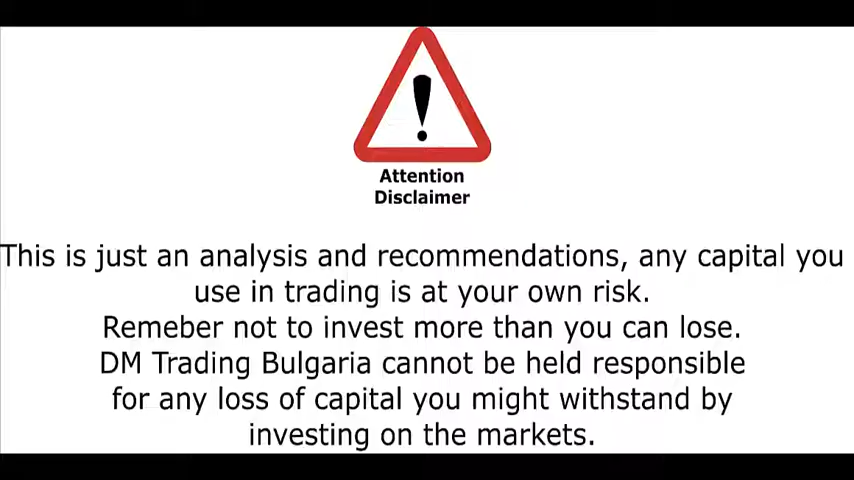 Attention
Disclaimer
This is just an analysis and recommendations, any capital you
use in trading is at your own risk.
Remeber not to invest more than you can lose.
DM Trading Bulgaria cannot be held responsible
for any loss of capital you might withstand by
investing on the markets.